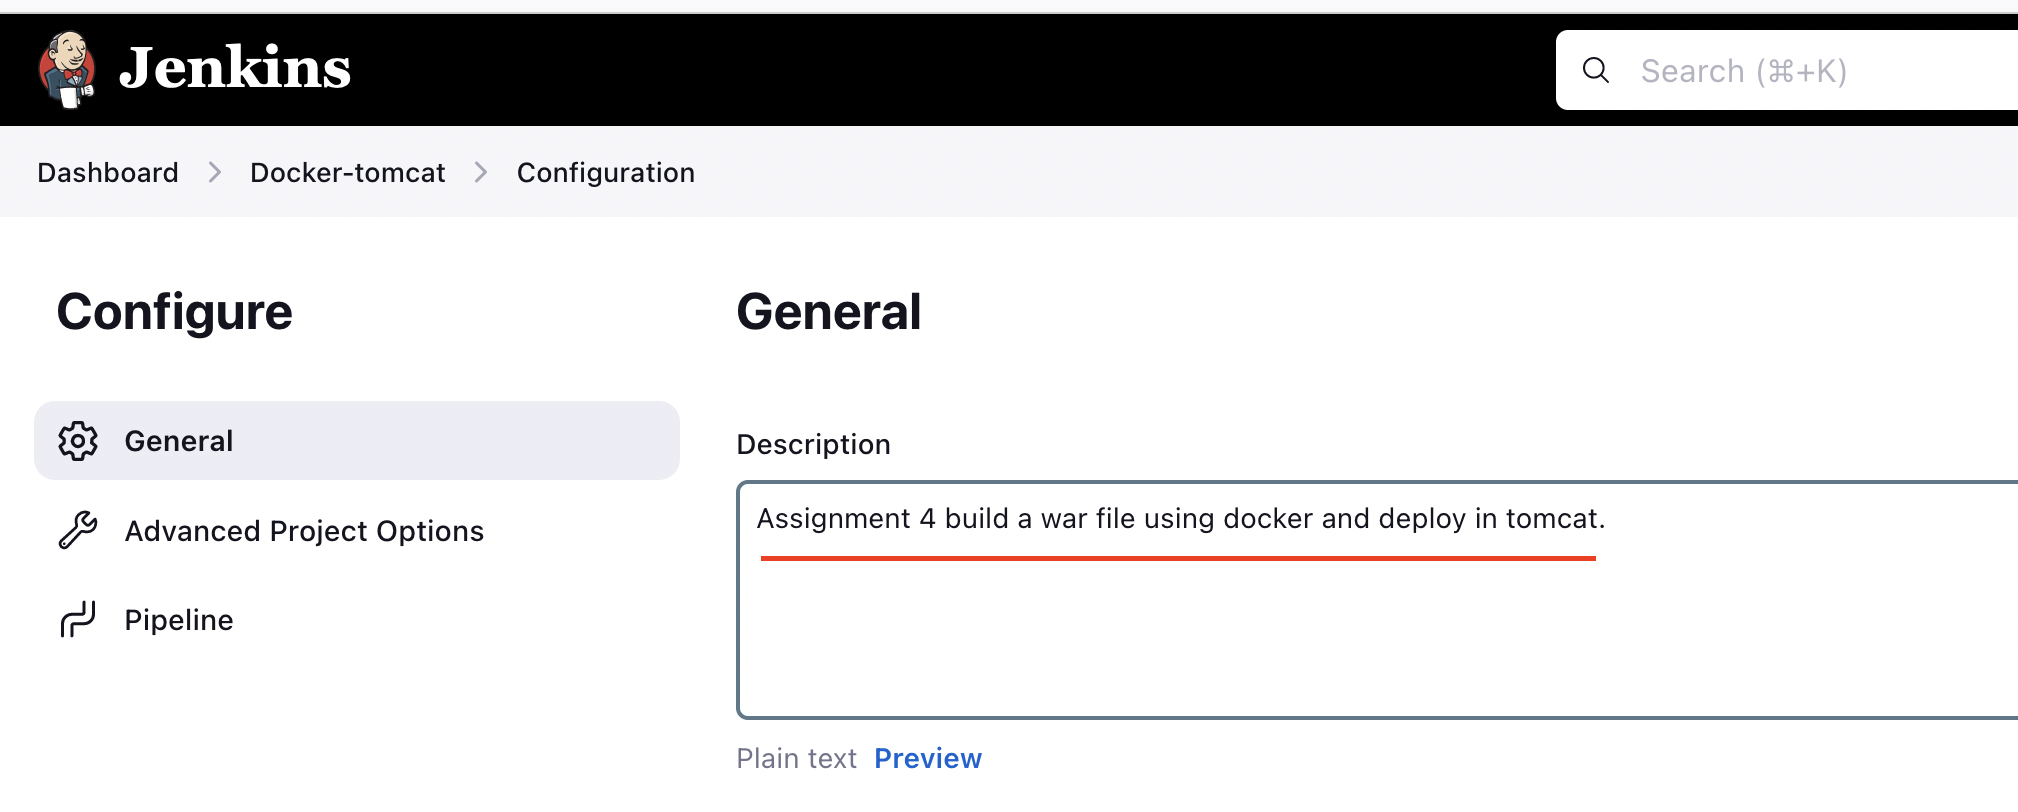 Jenkins
Search (⌘+K)
Dashboard > Docker-tomcat > Configuration
Configure
General
Advanced Project Options
Pipeline
General
Description
Assignment 4 build a war file using docker and deploy in tomcat.
Plain text Preview